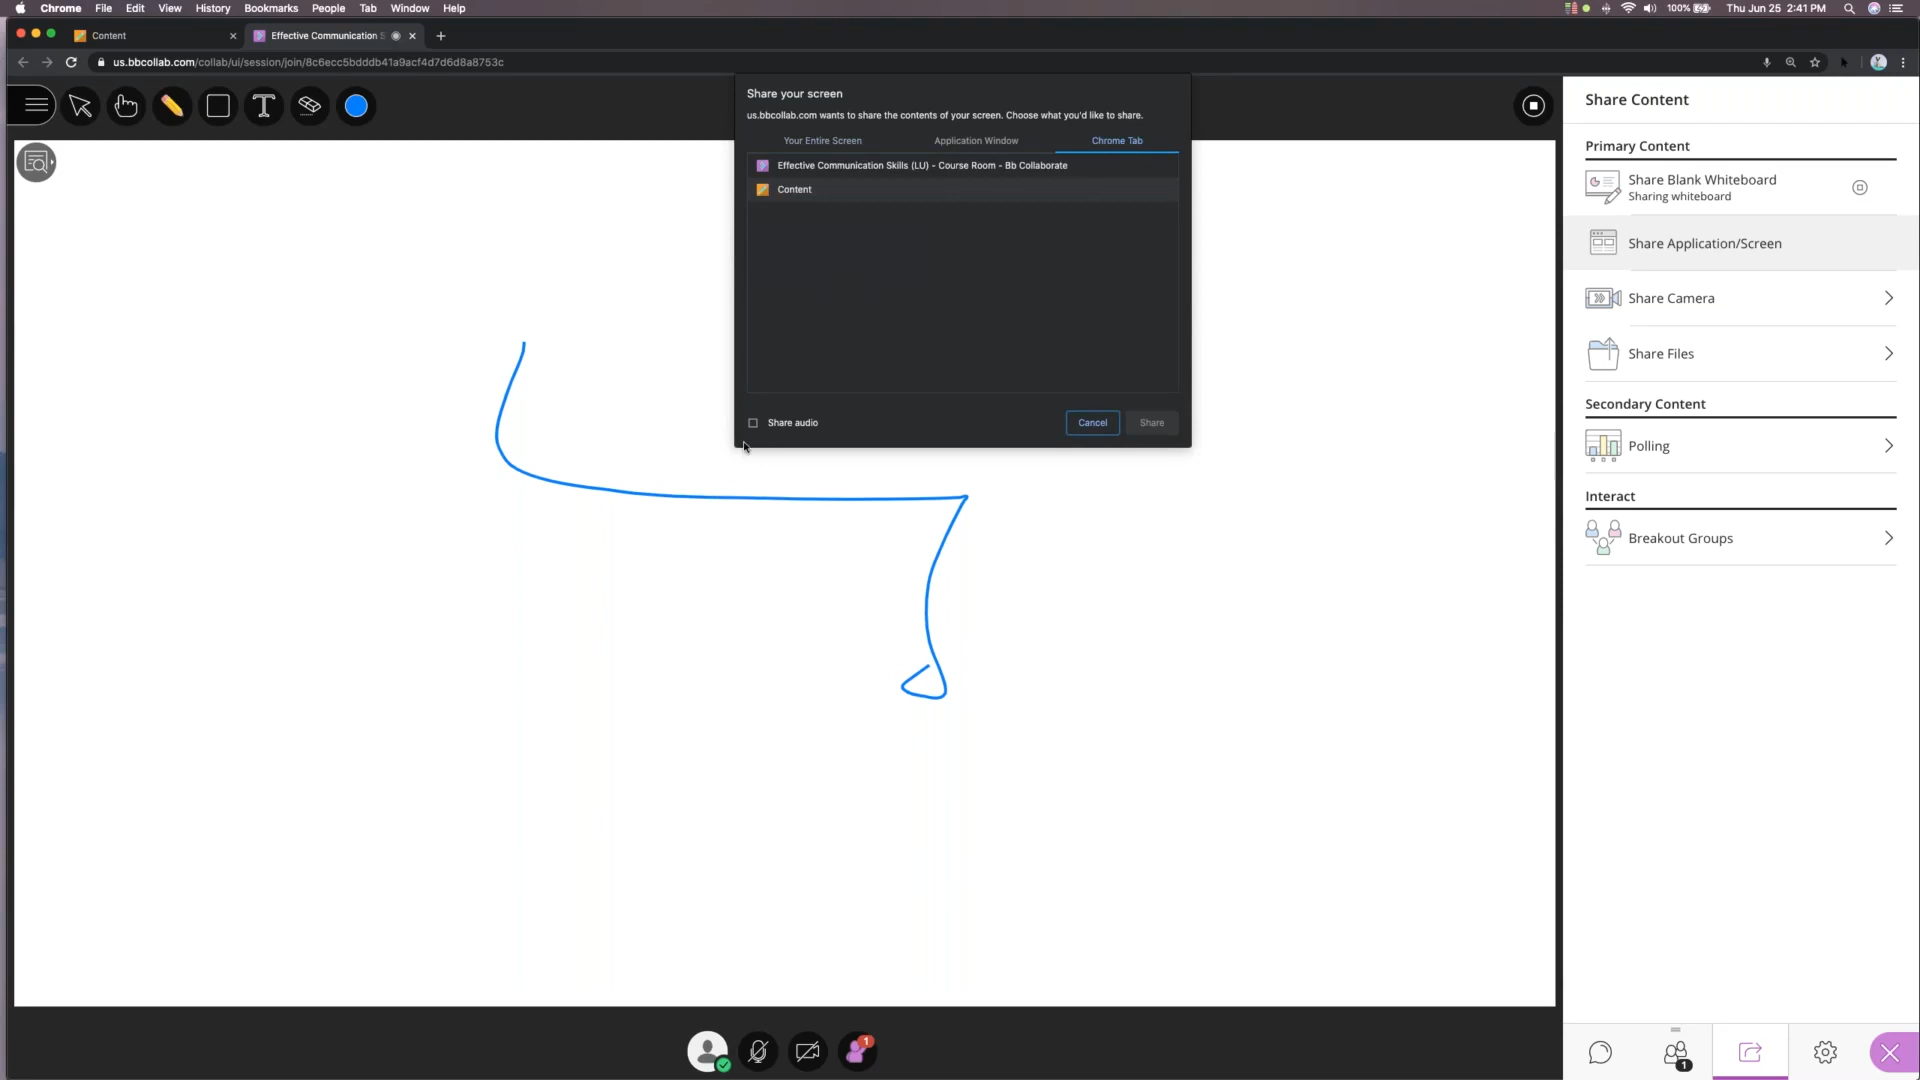 Chrome File Edit View History Bookmarks People Tab Window Help
100% Thu Jun 25 2:41 PM
Content
Effective Communication S
us.bbcollab.com/collab/ui/session/join/8c6ecc5bdddb41a9acf4d7d6d8a8753c
Share your screen
us.bbcollab.com wants to share the contents of your screen. Choose what you'd like to share.
Your Entire Screen Application Window Chrome Tab
Effective Communication Skills (LU) - Course Room - Bb Collaborate
Content
Share audio
Cancel Share
Share Content
Primary Content
Share Blank Whiteboard
Sharing whiteboard
Share Application/Screen
Share Camera
Share Files
Secondary Content
Polling
Interact
Breakout Groups
1
1